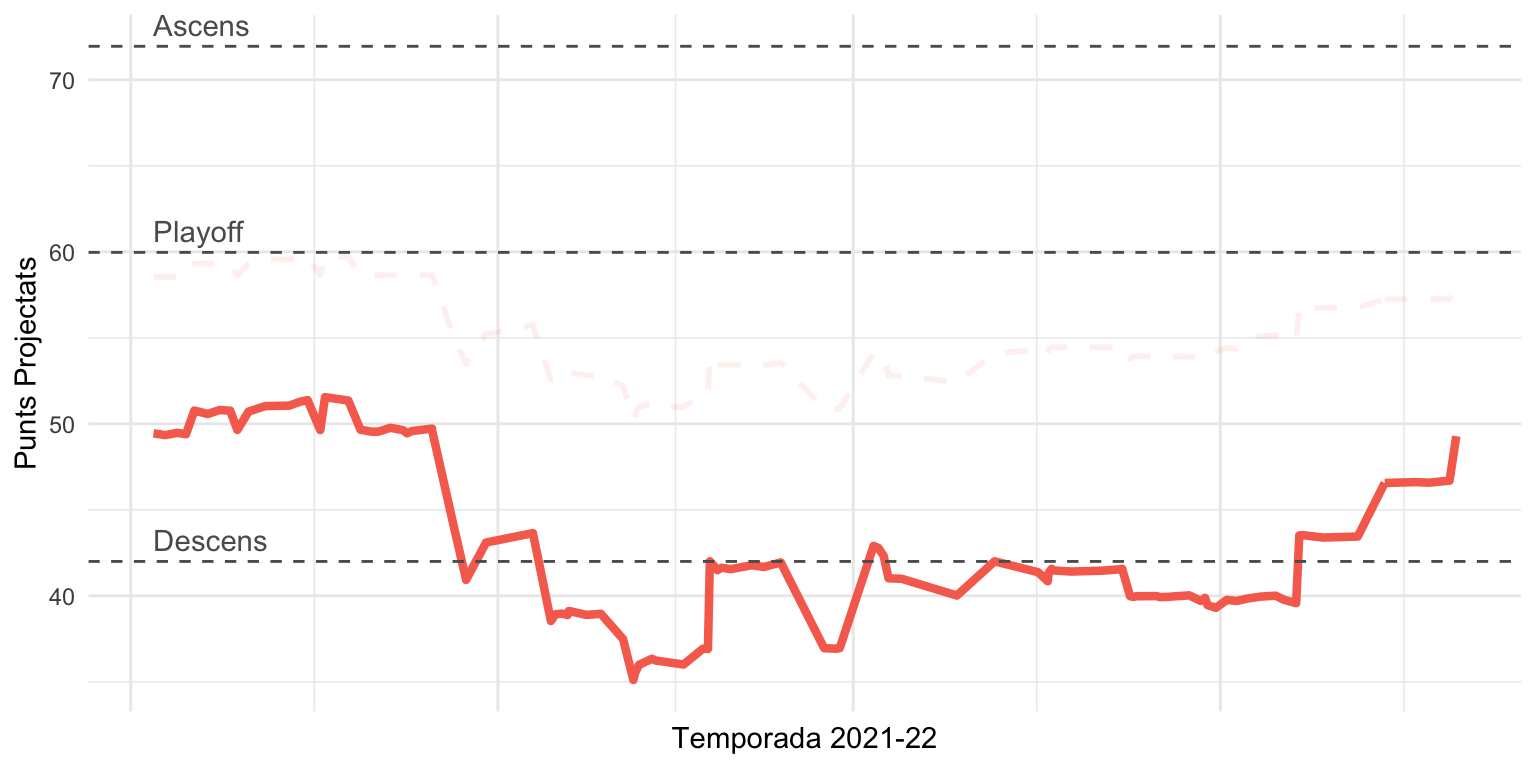 Ascens
70
Playoff
60
50
Descens
40
Punts Projectats
Temporada 2021-22